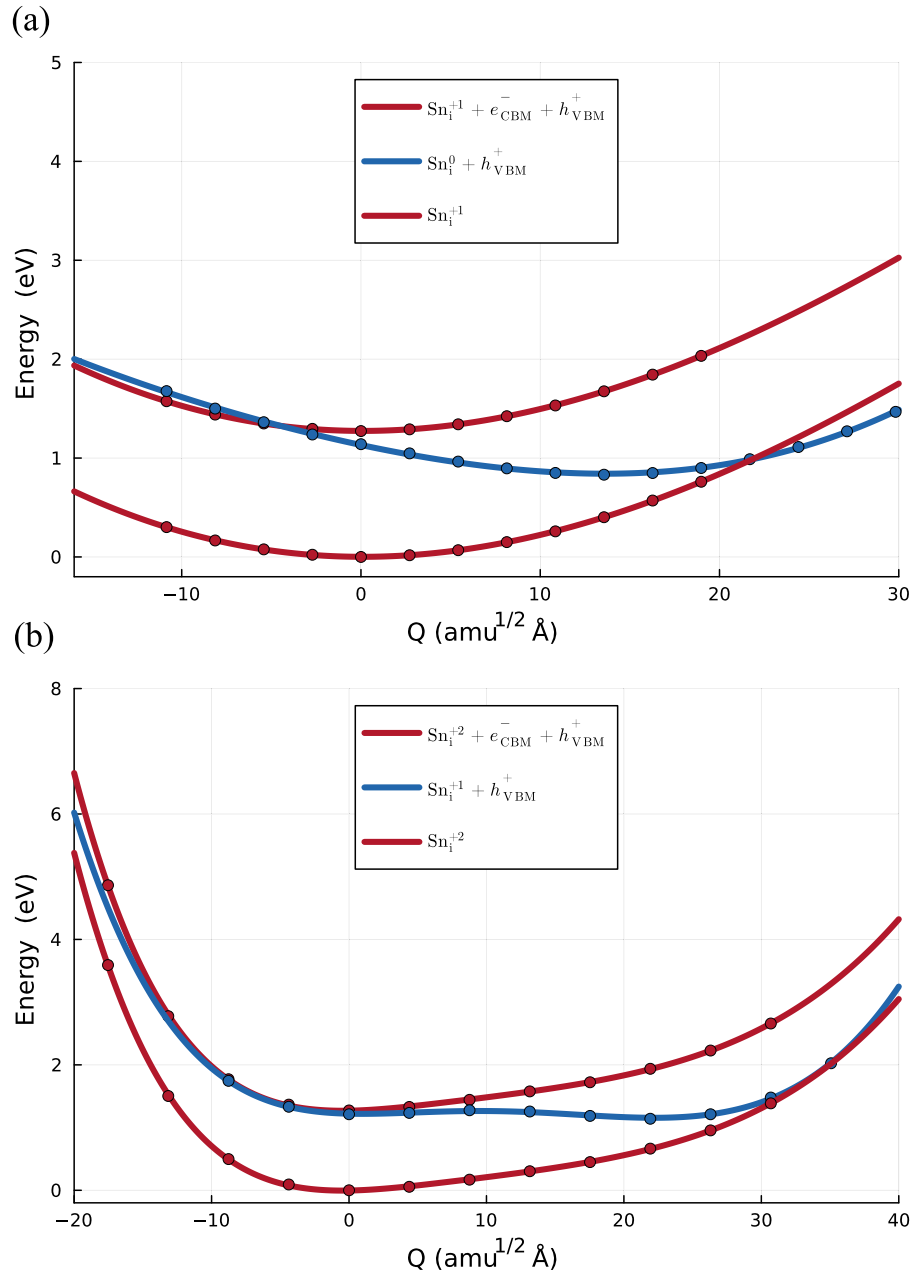 (a)
5
4
3
2
1
0
Energy (eV)
Sn_i^{+1} + e^-_{CBM} + h^+_{VBM}
Sn_i^0 + h^+_{VBM}
Sn_i^{+1}
−10 0 10 20 30
Q (amu^{1/2} Å)
(b)
8
6
4
2
0
Energy (eV)
Sn_i^{+2} + e^-_{CBM} + h^+_{VBM}
Sn_i^{+1} + h^+_{VBM}
Sn_i^{+2}
−20 −10 0 10 20 30 40
Q (amu^{1/2} Å)